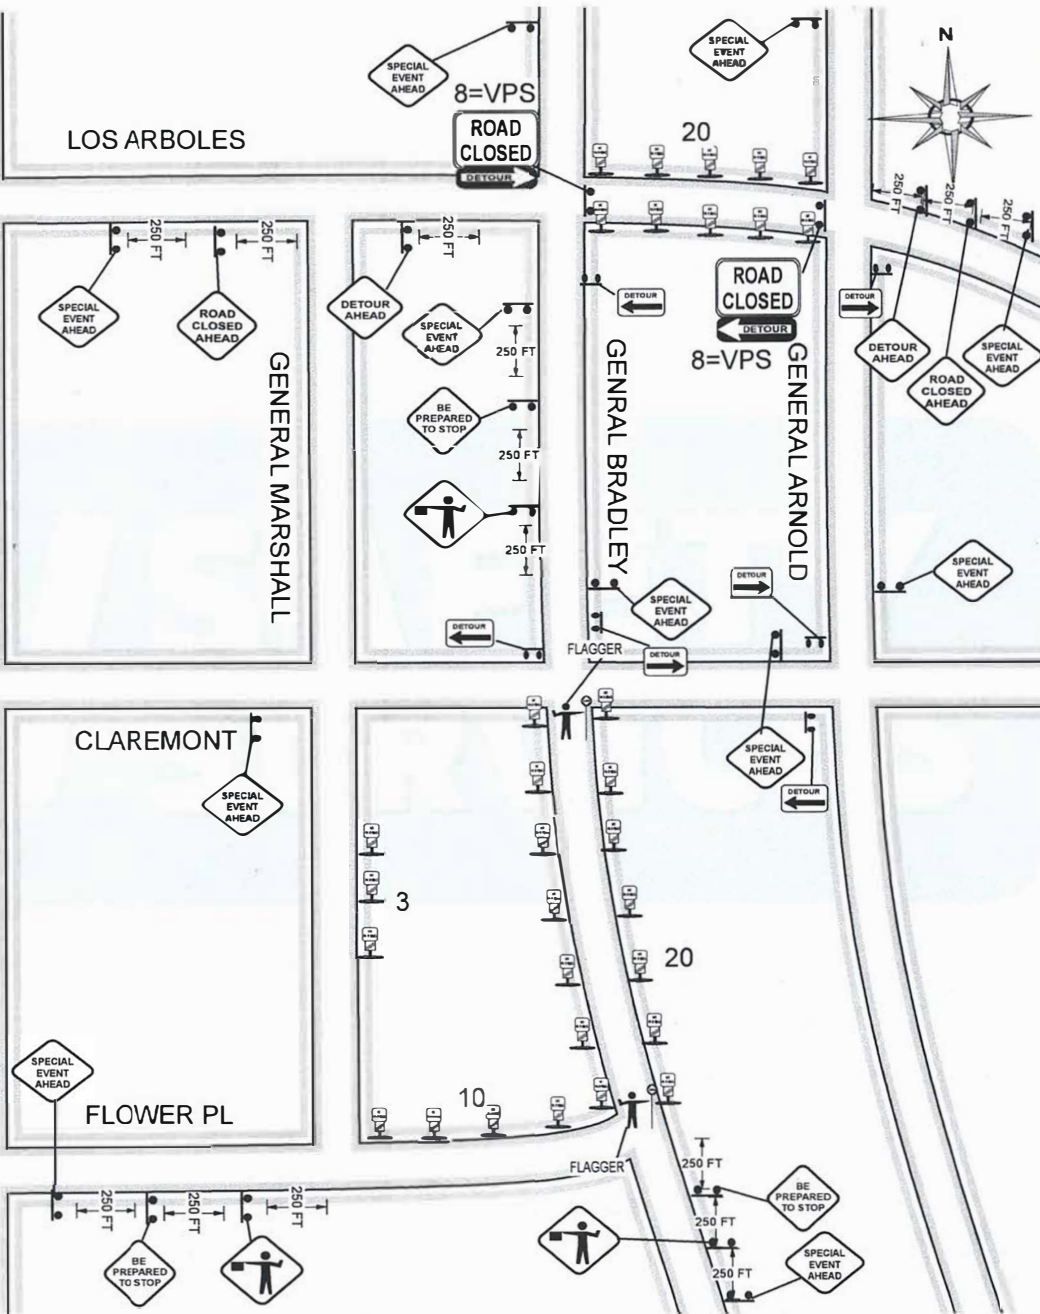 N
SPECIAL
EVENT
AHEAD
SPECIAL
EVENT
AHEAD
8=VPS
LOS ARBOLES
ROAD
CLOSED
DETOUR
20
250 FT
250 FT
250 FT
250 FT
250 FT
250 FT
SPECIAL
EVENT
AHEAD
ROAD
CLOSED
AHEAD
DETOUR
AHEAD
SPECIAL
EVENT
AHEAD
250 FT
DETOUR
ROAD
CLOSED
DETOUR
8=VPS
DETOUR
DETOUR
AHEAD
ROAD
CLOSED
AHEAD
SPECIAL
EVENT
AHEAD
GENERAL MARSHALL
GENRAL BRADLEY
GENERAL ARNOLD
BE
PREPARED
TO STOP
250 FT
250 FT
SPECIAL
EVENT
AHEAD
DETOUR
SPECIAL
EVENT
AHEAD
DETOUR
FLAGGER
DETOUR
CLAREMONT
SPECIAL
EVENT
AHEAD
SPECIAL
EVENT
AHEAD
DETOUR
3
20
SPECIAL
EVENT
AHEAD
FLOWER PL
10
FLAGGER
250 FT
250 FT
250 FT
250 FT
BE
PREPARED
TO STOP
250 FT
BE
PREPARED
TO STOP
SPECIAL
EVENT
AHEAD
250 FT